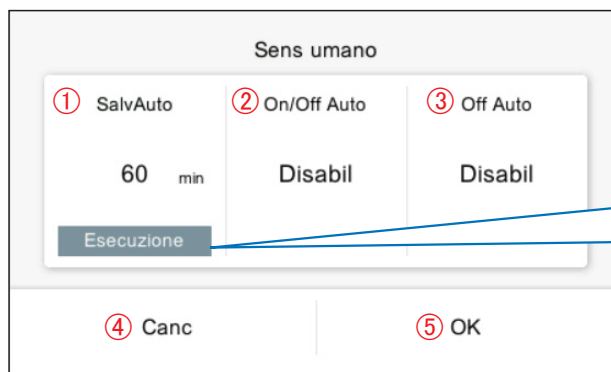 Sens umano
① SalvAuto
② On/Off Auto
③ Off Auto
60 min
Disabil
Disabil
Esecuzione
④ Canc
⑤ OK